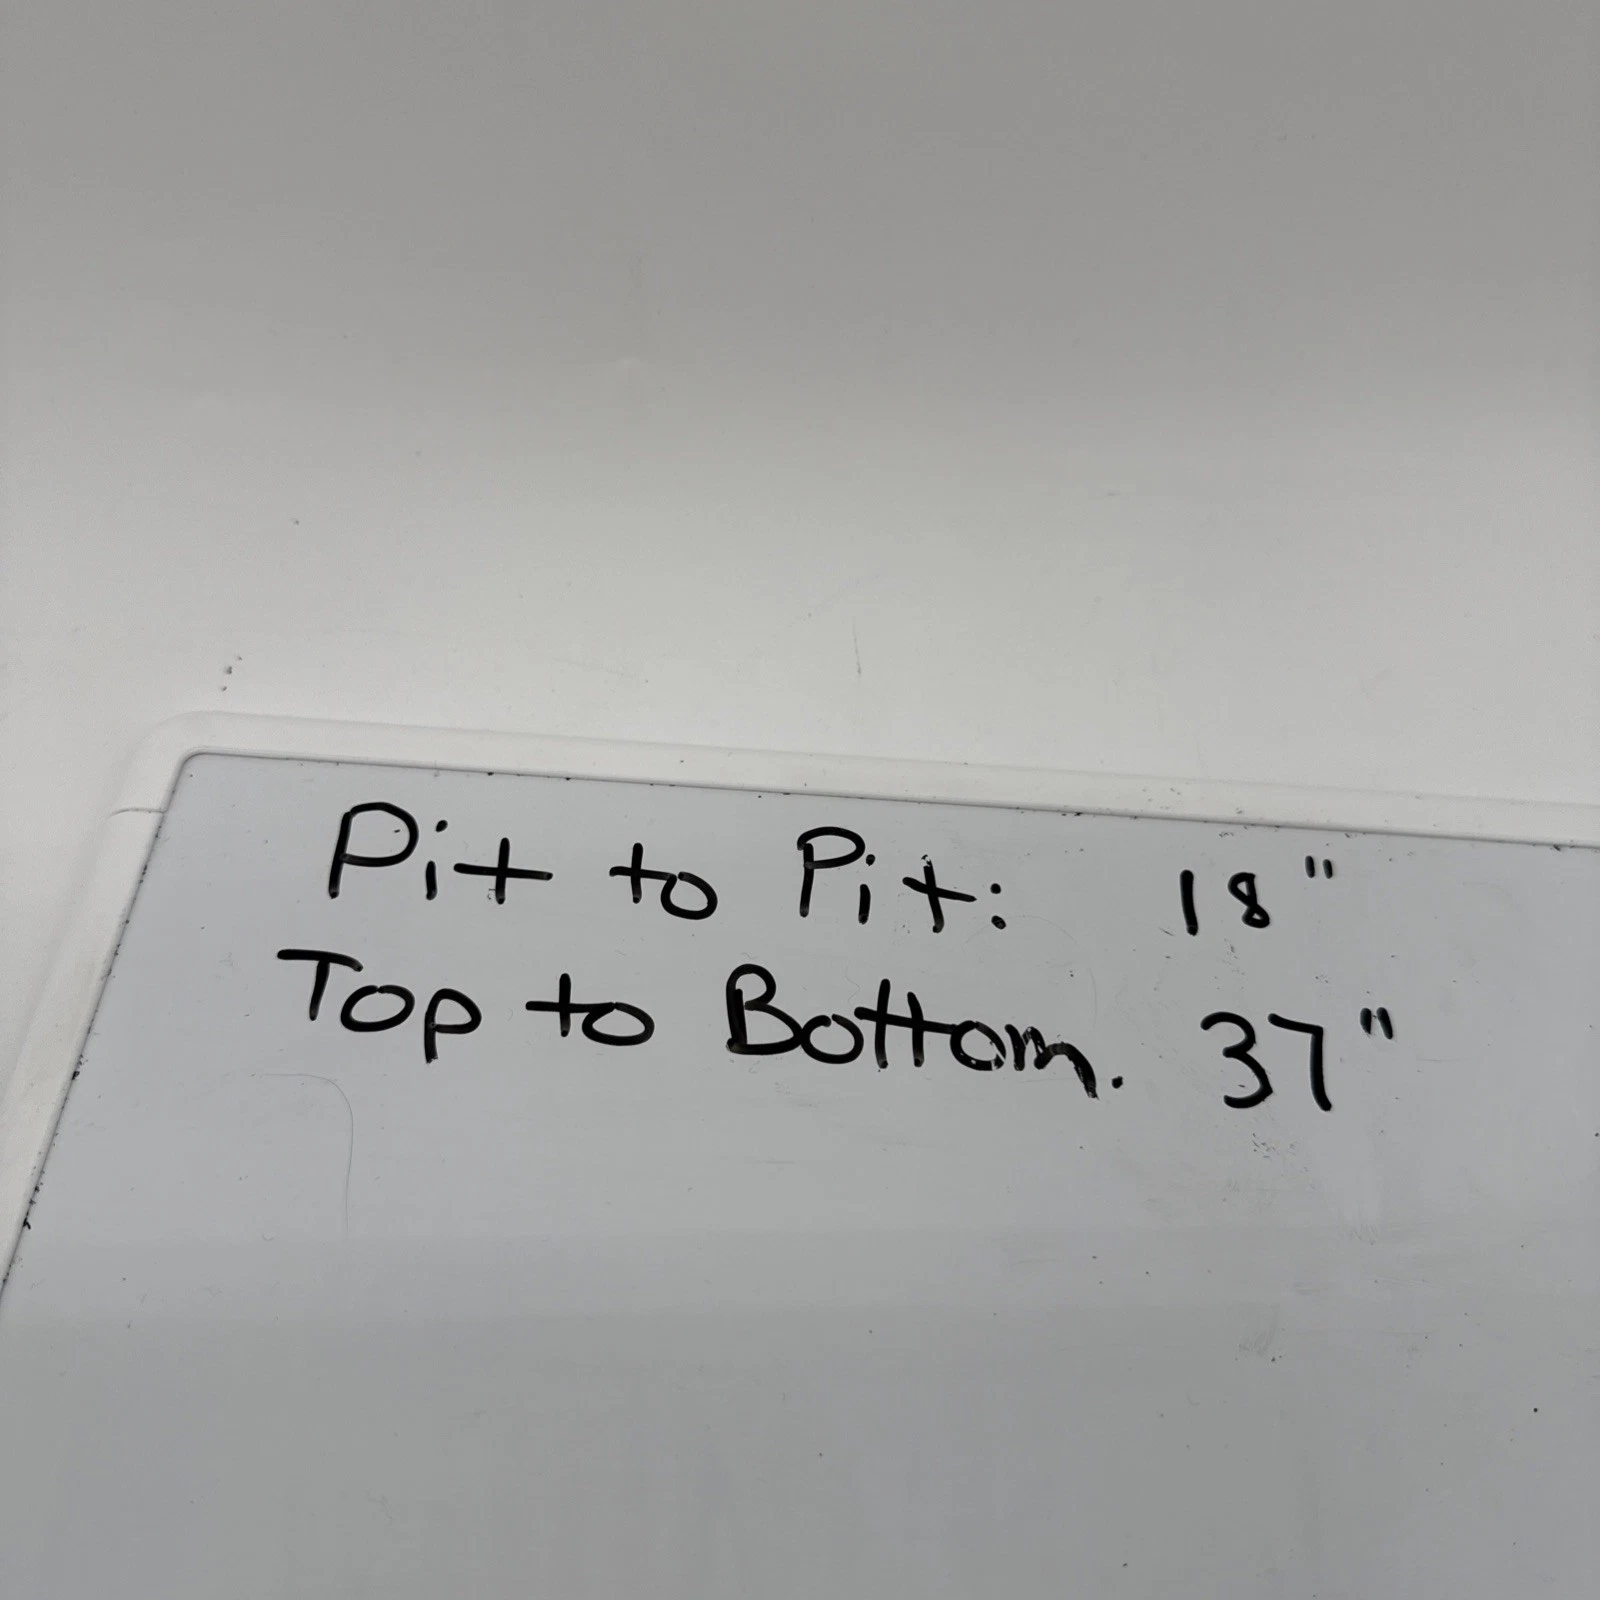 Pit to Pit: 18"
Top to Bottom. 37"